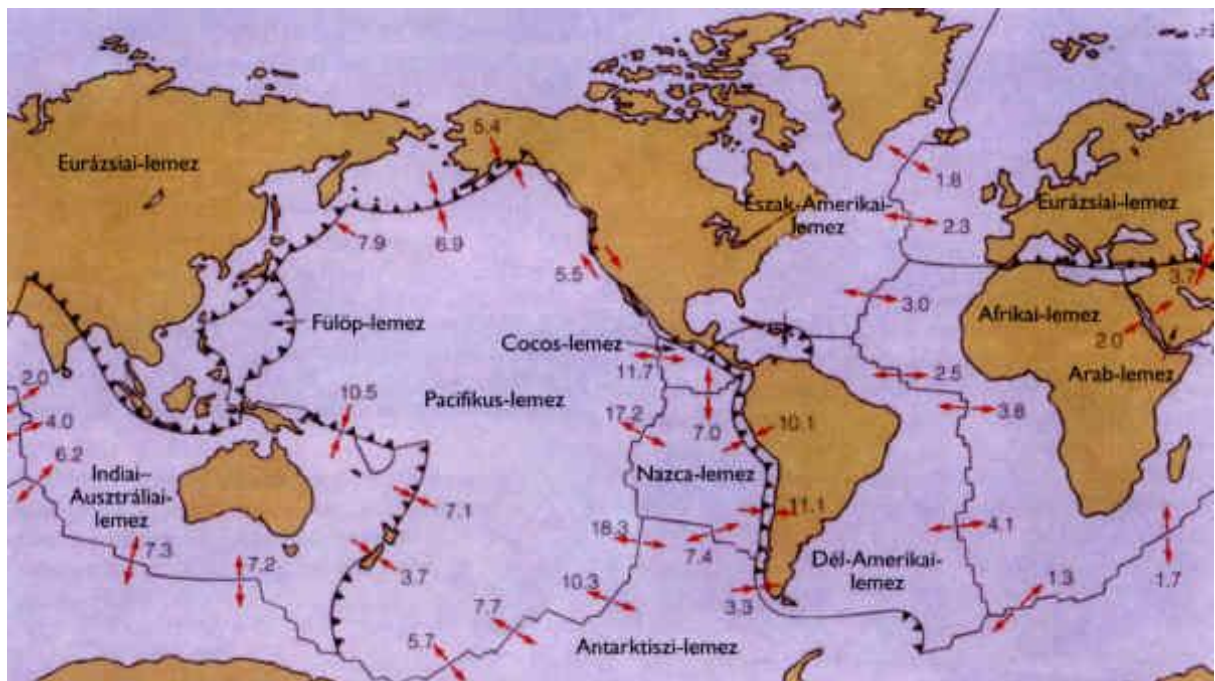 5.4
Eurázsiai-lemez
1.8
Észak-Amerikai-
lemez
Eurázsiai-lemez
2.3
7.9
6.9
5.5
3.7
3.0
Afrikai-lemez
Fülöp-lemez
2.0
Cocos-lemez
11.7
Arab-lemez
2.5
2.0
Pacifikus-lemez
10.5
4.0
17.2
7.0
3.8
10.1
6.2
Indiai–
Ausztráliai-
lemez
Nazca-lemez
7.1
11.1
18.3
4.1
7.3
7.4
7.2
Dél-Amerikai-
lemez
3.7
10.3
3.3
1.3
1.7
7.7
5.7
Antarktiszi-lemez